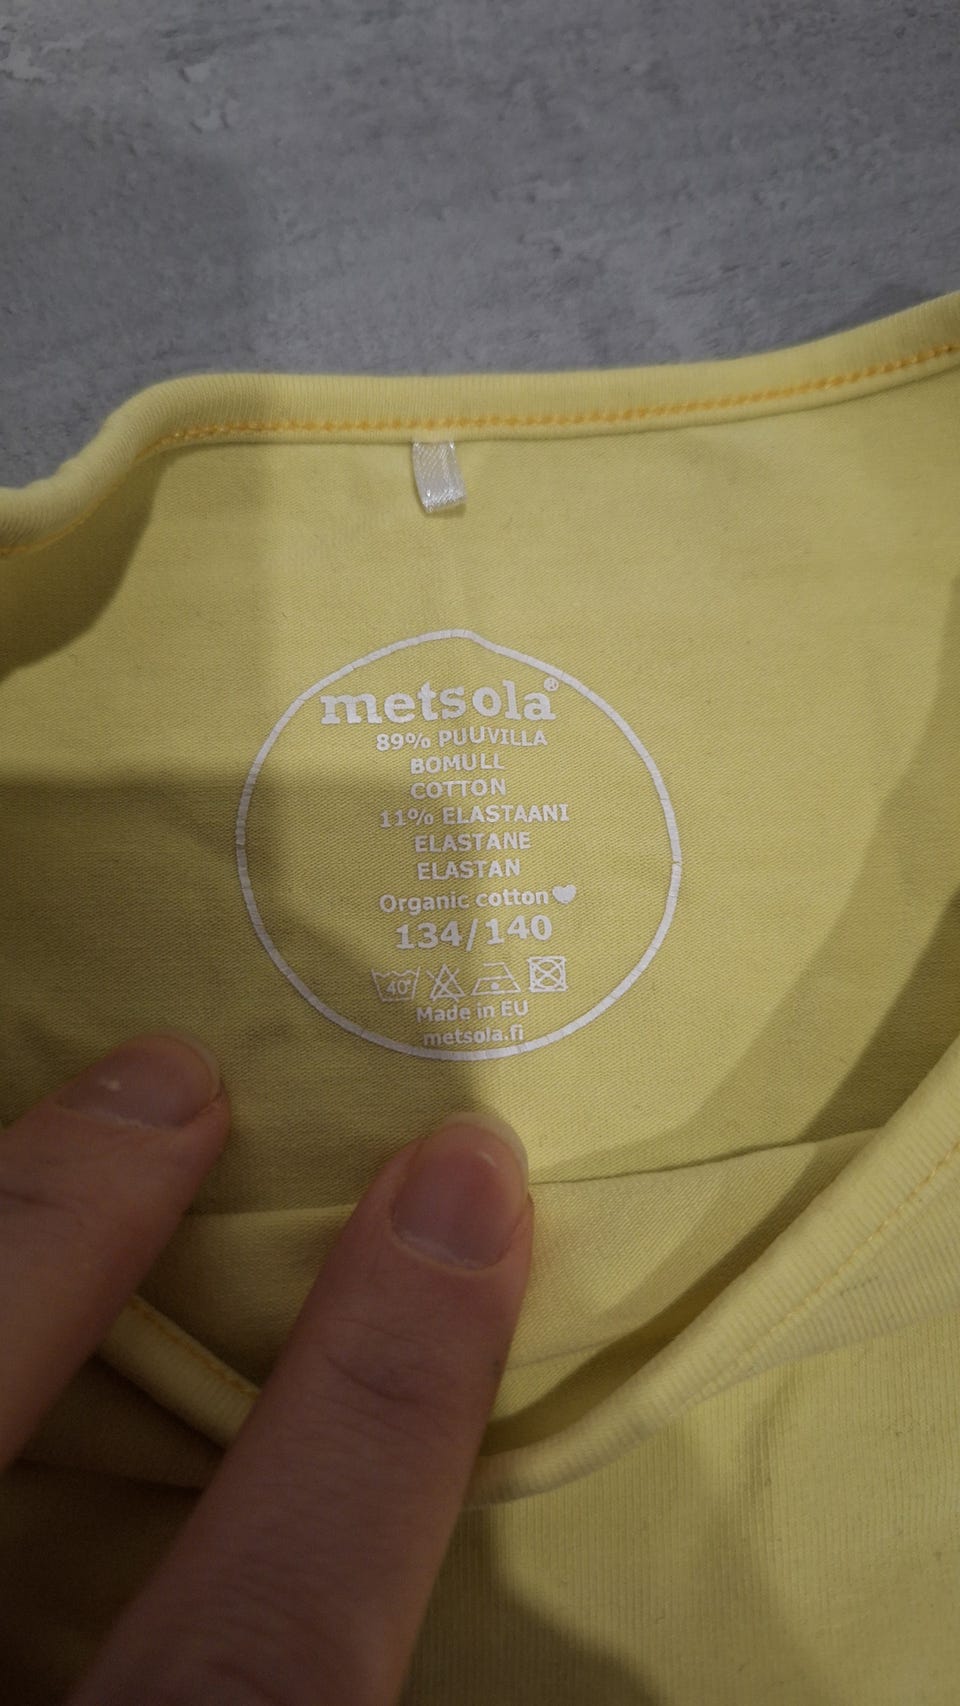 metsola®
89% PUUVILLA
BOMULL
COTTON
11% ELASTAANI
ELASTANE
ELASTAN
Organic cotton♥
134/140
40°
Made in EU
metsola.fi